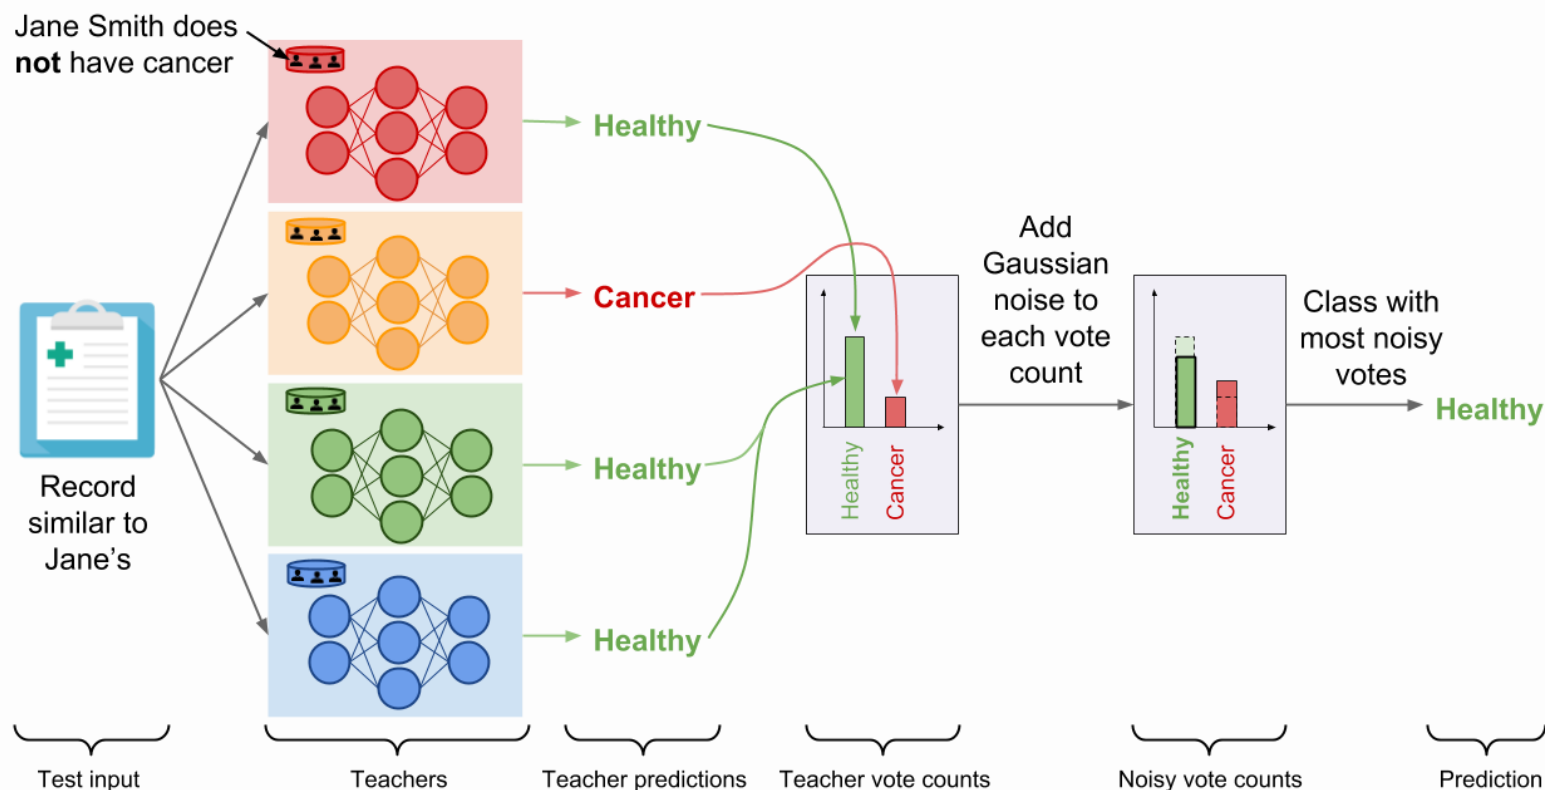 Jane Smith does
not have cancer
Record
similar to
Jane's
Healthy
Cancer
Healthy
Healthy
Healthy
Cancer
Add
Gaussian
noise to
each vote
count
Healthy
Cancer
Class with
most noisy
votes
Healthy
Test input
Teachers
Teacher predictions
Teacher vote counts
Noisy vote counts
Prediction